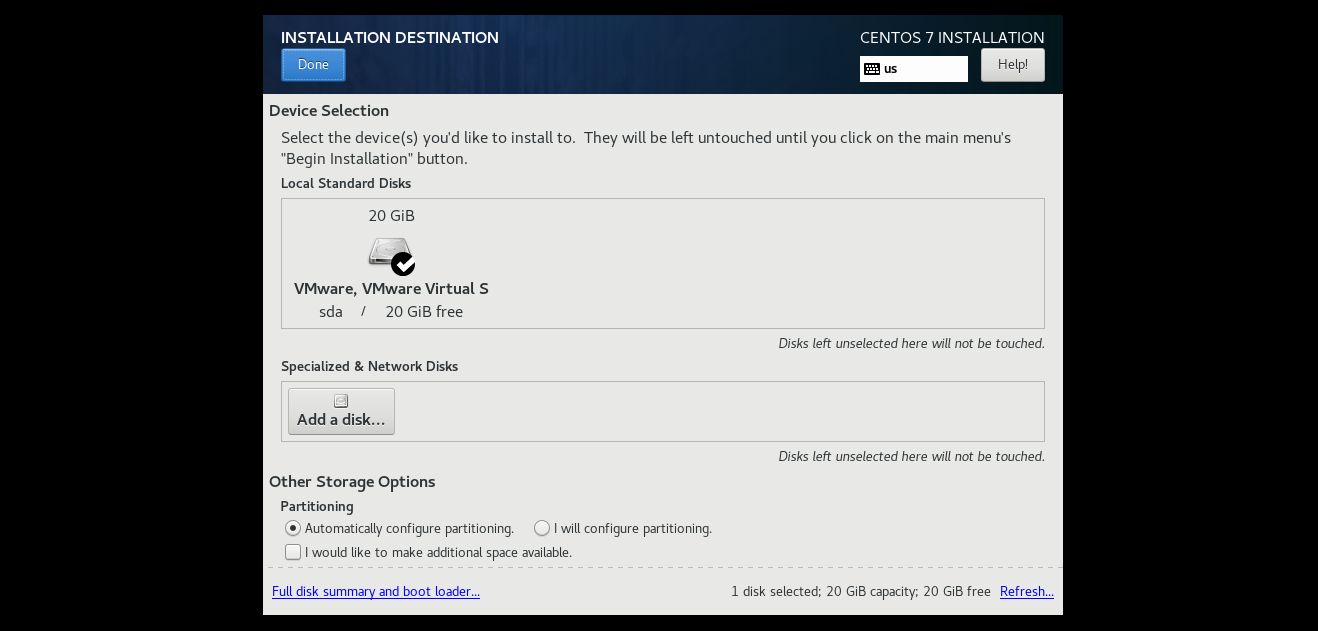 INSTALLATION DESTINATION
CENTOS 7 INSTALLATION
Done
us
Help!
Device Selection
Select the device(s) you'd like to install to.  They will be left untouched until you click on the main menu's
"Begin Installation" button.
Local Standard Disks
20 GiB
VMware, VMware Virtual S
sda / 20 GiB free
Disks left unselected here will not be touched.
Specialized & Network Disks
Add a disk...
Disks left unselected here will not be touched.
Other Storage Options
Partitioning
Automatically configure partitioning. I will configure partitioning.
I would like to make additional space available.
Full disk summary and boot loader... 1 disk selected; 20 GiB capacity; 20 GiB free Refresh...